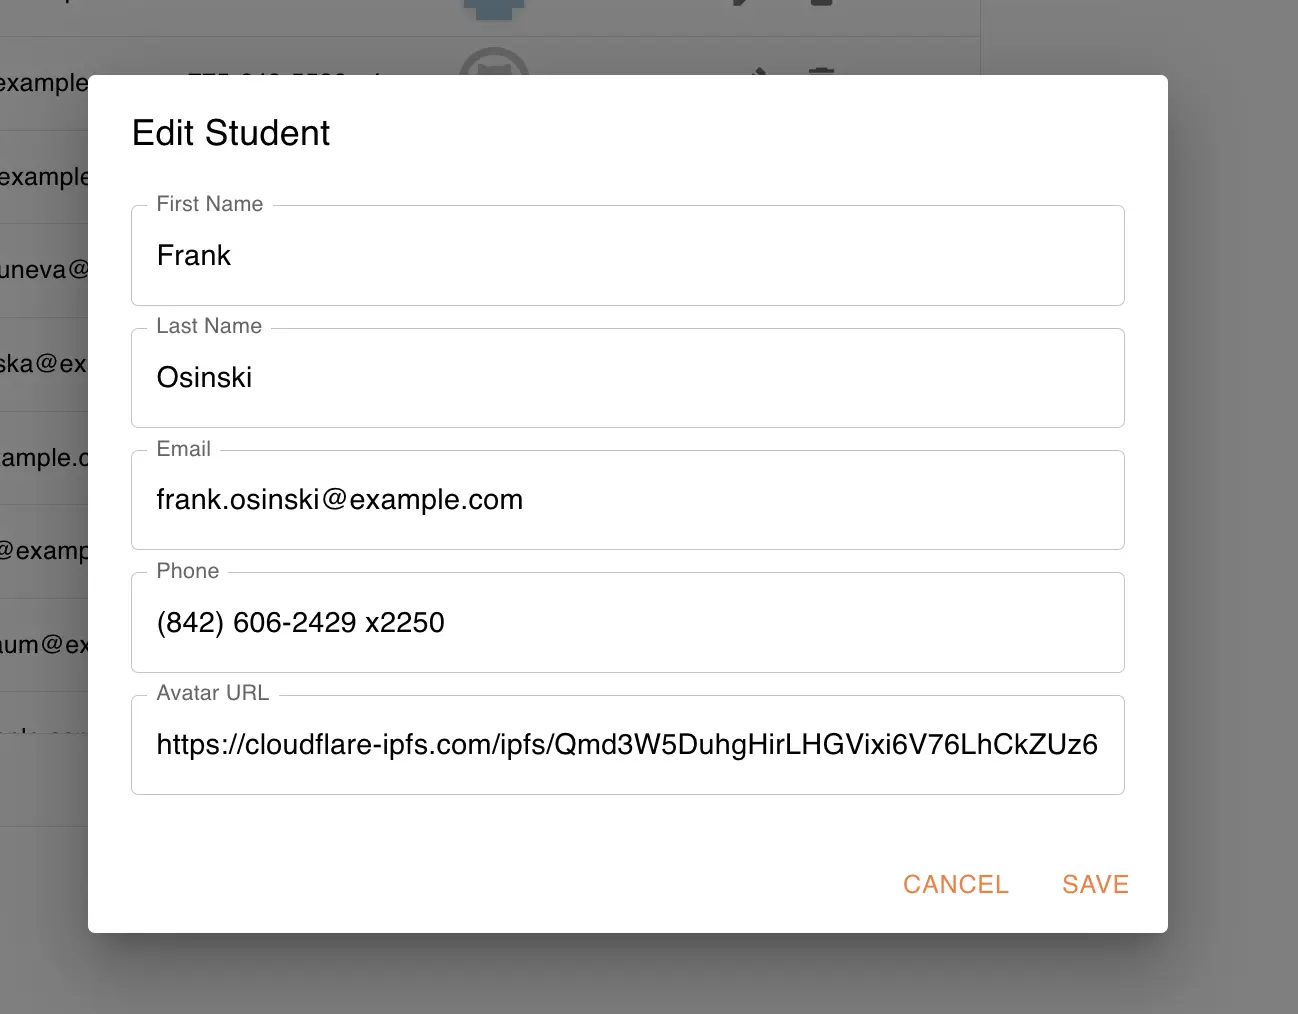 example
Edit Student
First Name
Frank
Last Name
Osinski
Email
frank.osinski@example.com
Phone
(842) 606-2429 x2250
Avatar URL
https://cloudflare-ipfs.com/ipfs/Qmd3W5DuhgHirLHGVixi6V76LhCkZUz6
CANCEL
SAVE
example
uneva@
ska@ex
ample.c
@examp
aum@ex